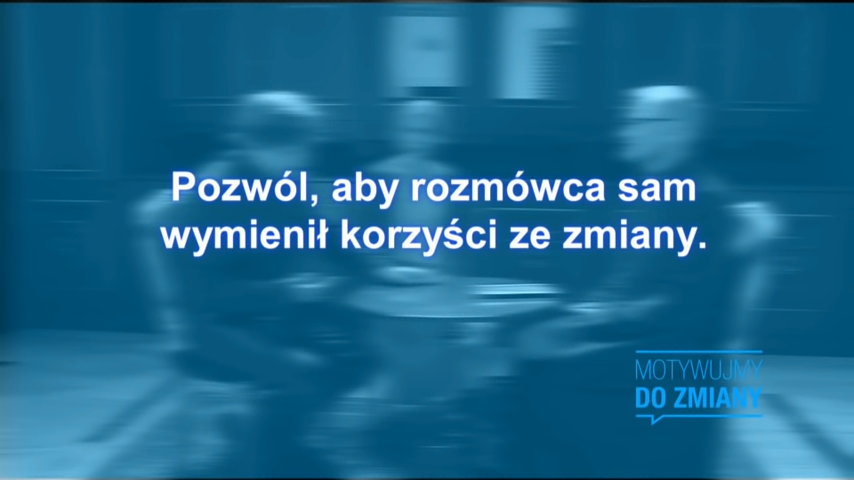 Pozwól, aby rozmówca sam
wymienił korzyści ze zmiany.
MOTYWUJMY
DO ZMIANY